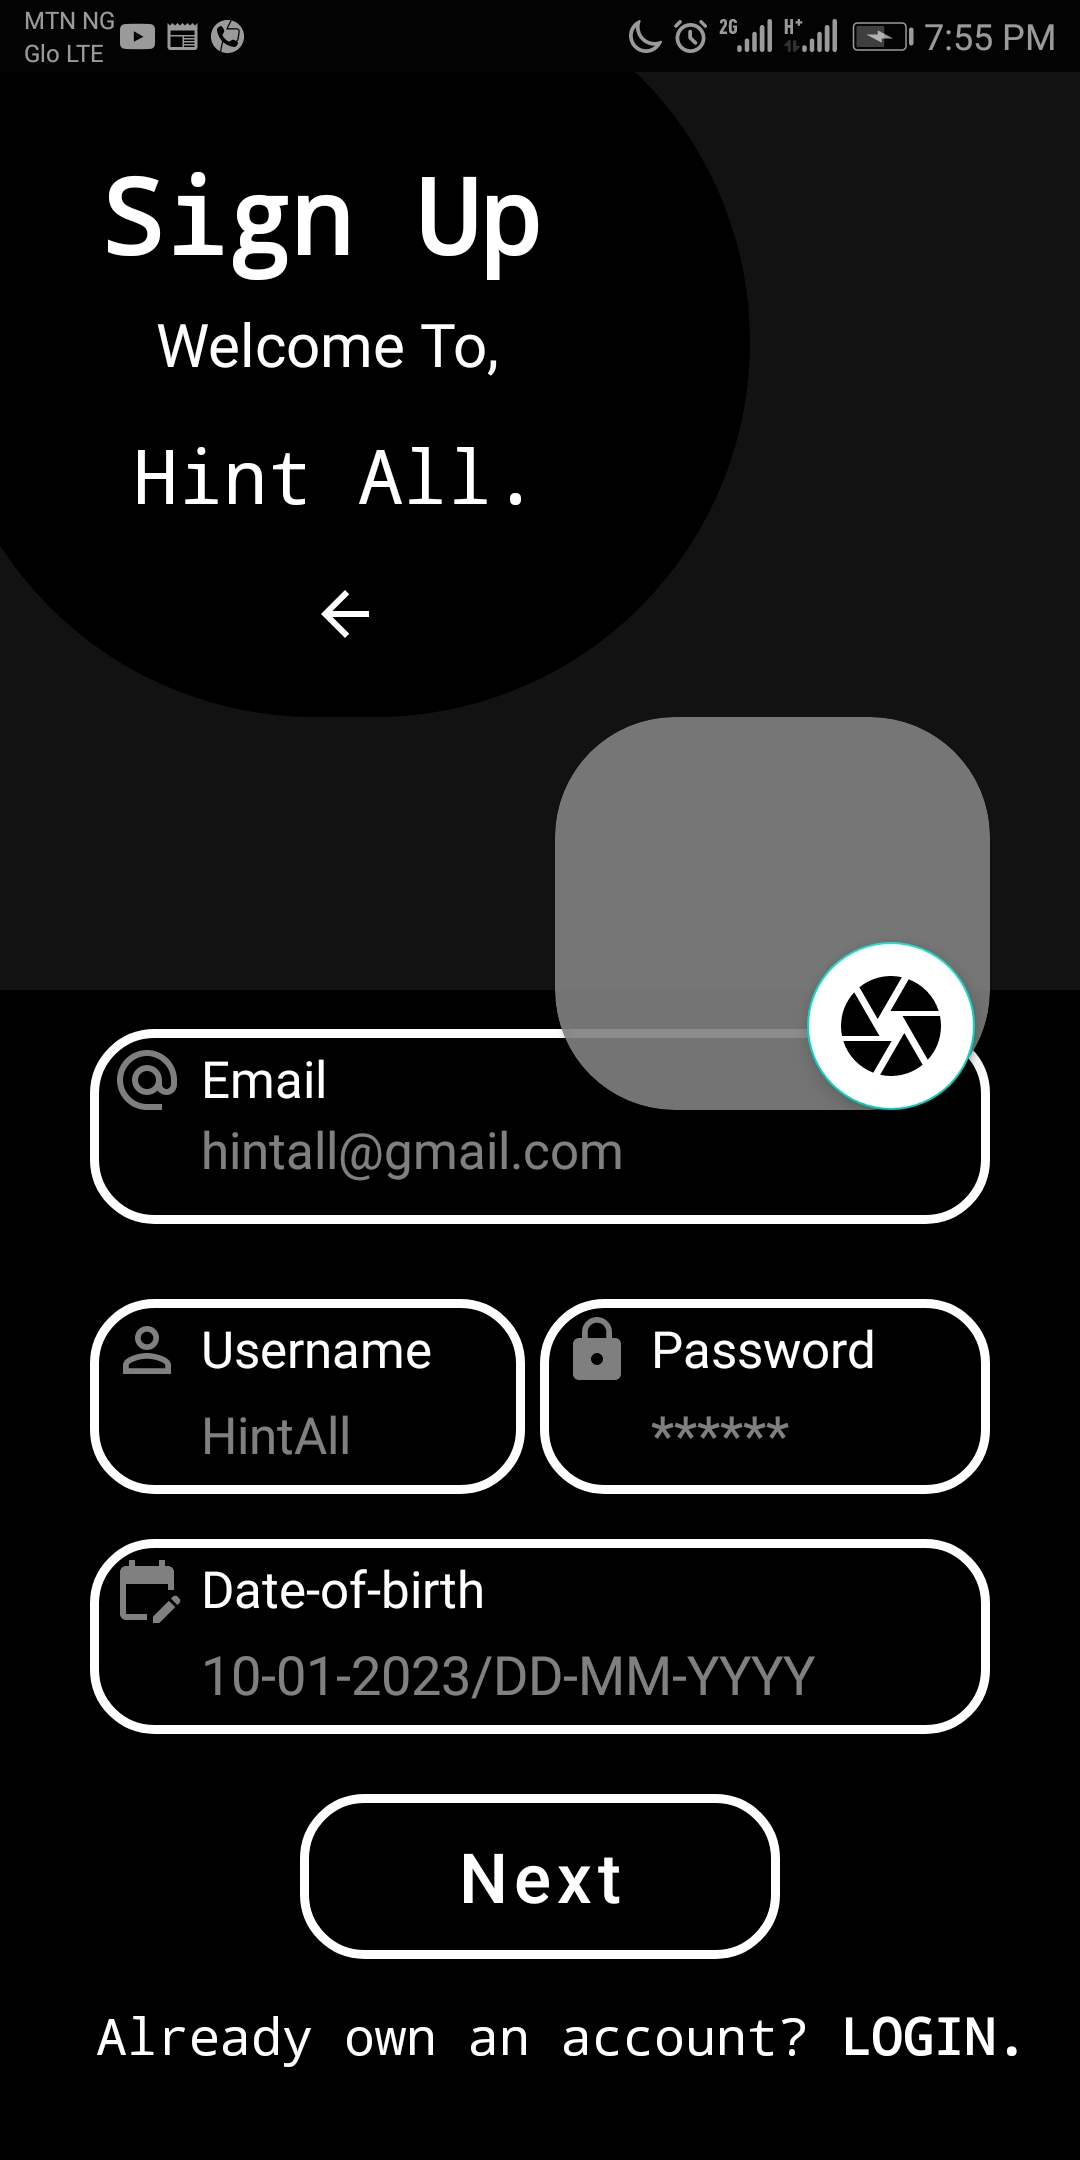 MTN NG
Glo LTE
2G H+ 7:55 PM
Sign Up
Welcome To,
Hint All.
Email
hintall@gmail.com
Username
HintAll
Password
******
Date-of-birth
10-01-2023/DD-MM-YYYY
Next
Already own an account? LOGIN.